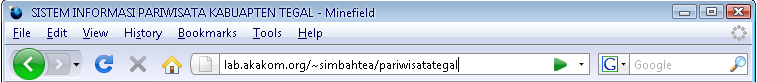 SISTEM INFORMASI PARIWISATA KABUAPTEN TEGAL - Minefield
File Edit View History Bookmarks Tools Help
lab.akakom.org/~simbahtea/pariwisatategal G Google